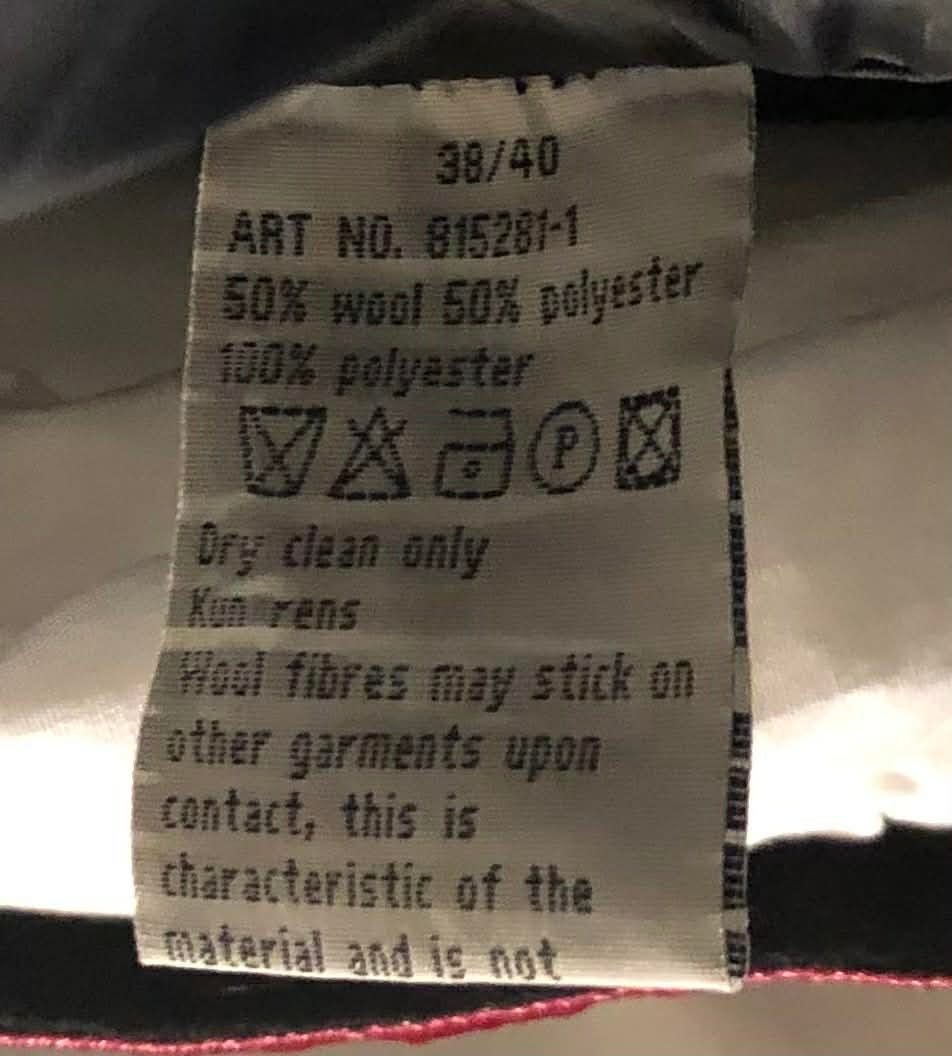 38/40
ART NO. 815281-1
50% wool 50% polyester
100% polyester
P
Dry clean only
Kun rens
Wool fibres may stick on
other garments upon
contact, this is
characteristic of the
material and is not